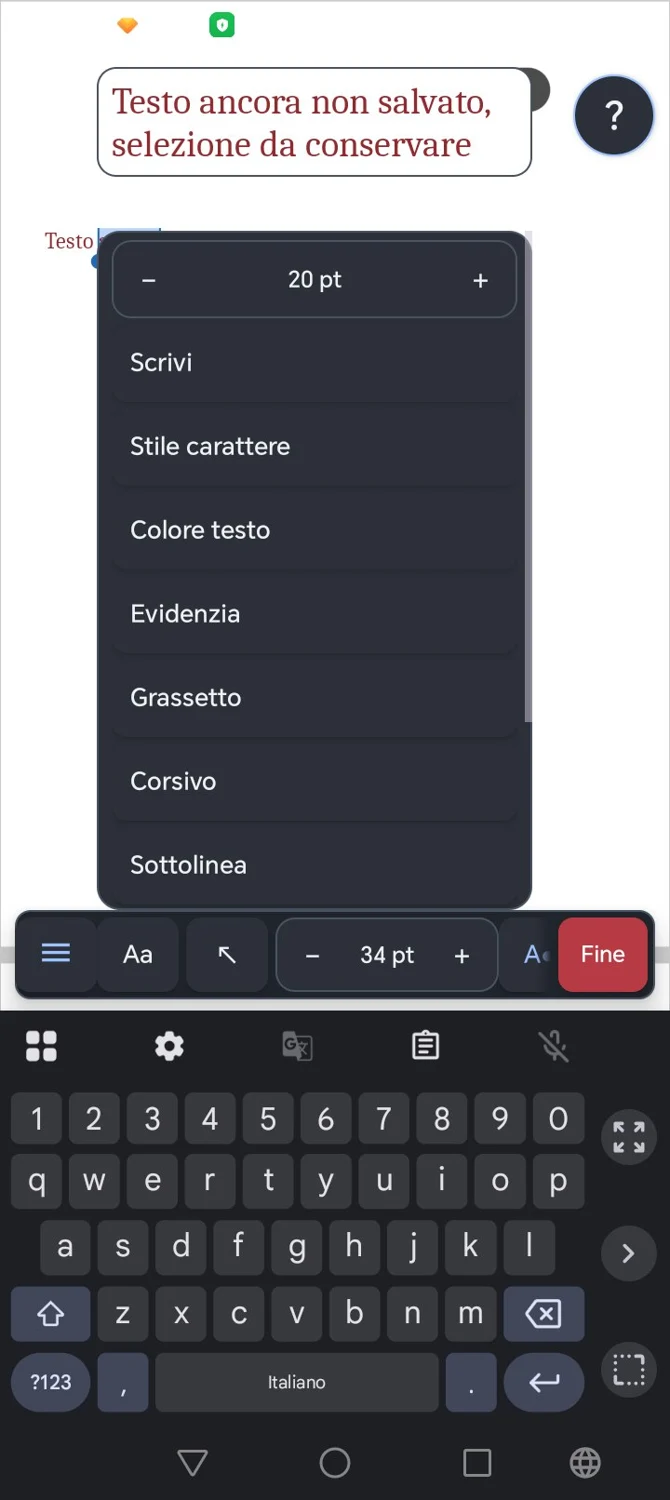 Testo ancora non salvato,
selezione da conservare
?
Testo
− 20 pt +
Scrivi
Stile carattere
Colore testo
Evidenzia
Grassetto
Corsivo
Sottolinea
Aa − 34 pt + A Fine
1 2 3 4 5 6 7 8 9 0
q w e r t y u i o p
a s d f g h j k l
z x c v b n m
?123 , Italiano .